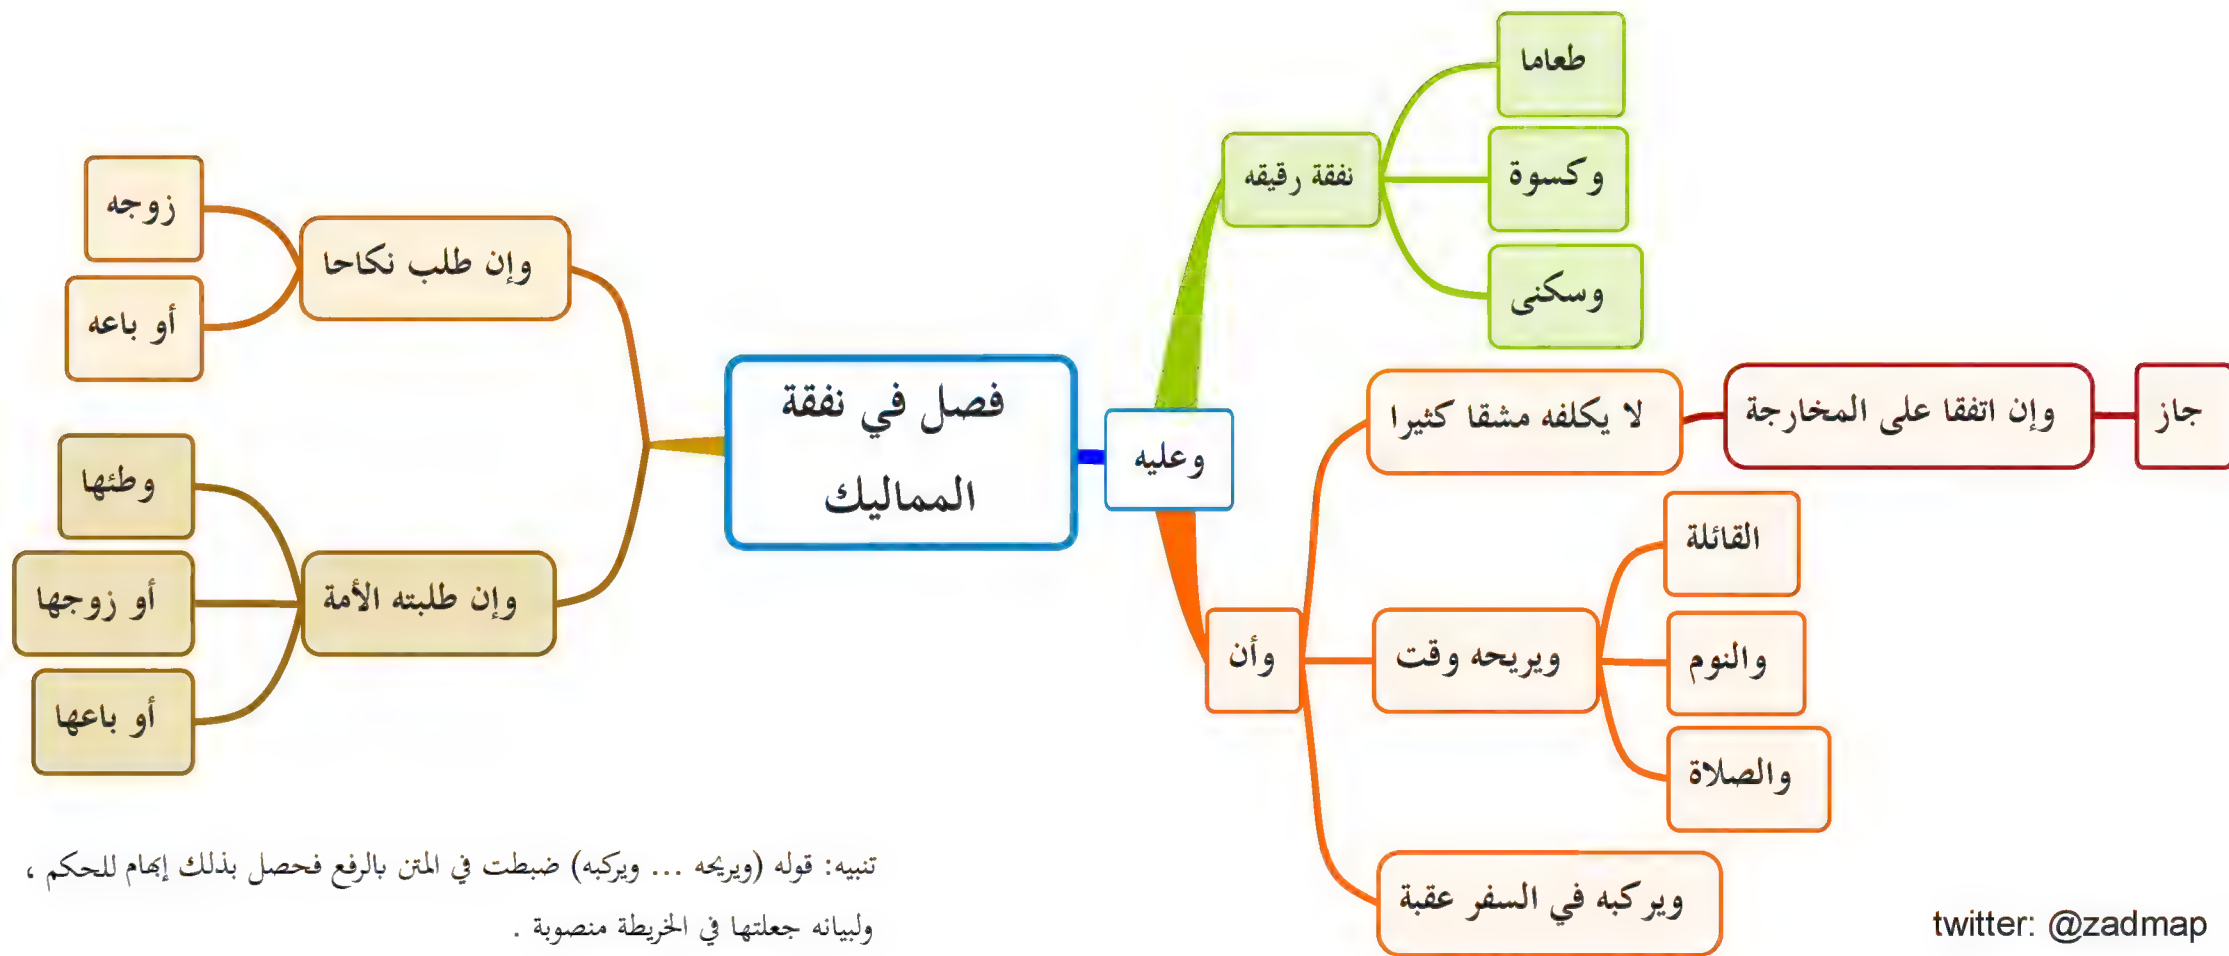 فصل في نفقة
المماليك
وعليه
نفقة رقيقه
طعاما
وكسوة
وسكنى
وأن
لا يكلفه مشقا كثيرا
وإن اتفقا على المخارجة
جاز
ويريحه وقت
القائلة
والنوم
والصلاة
ويركبه في السفر عقبة
وإن طلب نكاحا
زوجه
أو باعه
وإن طلبته الأمة
وطئها
أو زوجها
أو باعها
تنبيه: قوله (ويريحه ... ويركبه) ضبطت في المتن بالرفع فحصل بذلك إبهام للحكم ،
ولبيانه جعلتها في الخريطة منصوبة .
twitter: @zadmap